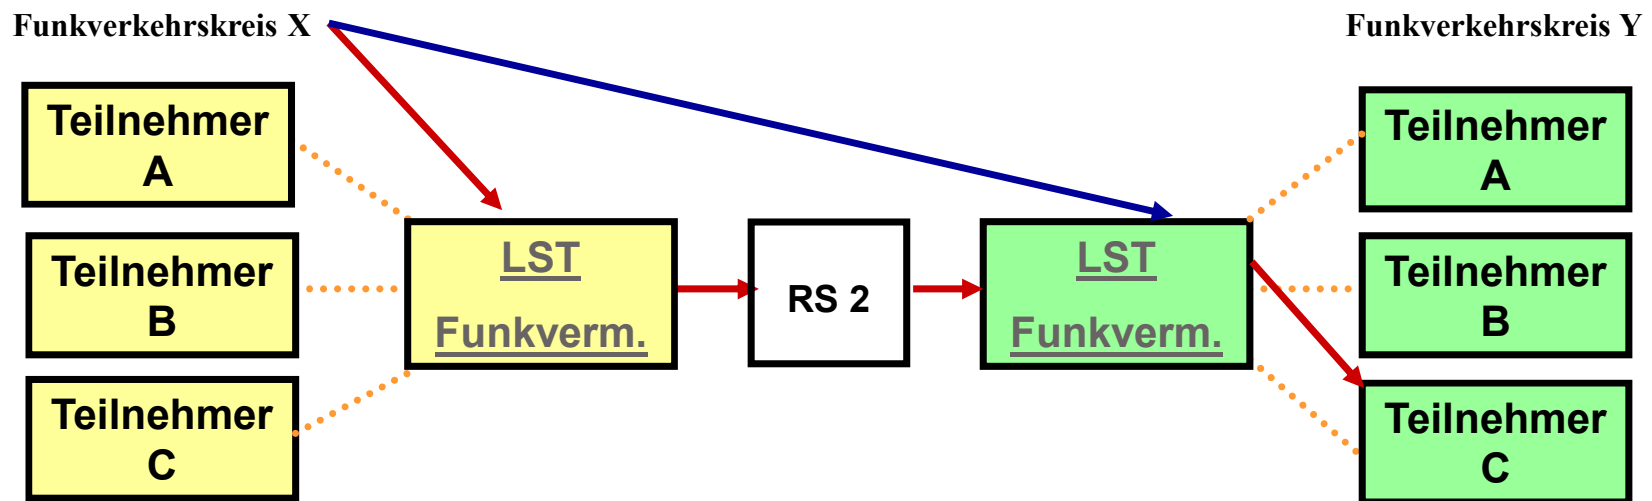 Funkverkehrskreis X
Funkverkehrskreis Y
Teilnehmer
A
Teilnehmer
B
Teilnehmer
C
LST
Funkverm.
RS 2
LST
Funkverm.
Teilnehmer
A
Teilnehmer
B
Teilnehmer
C